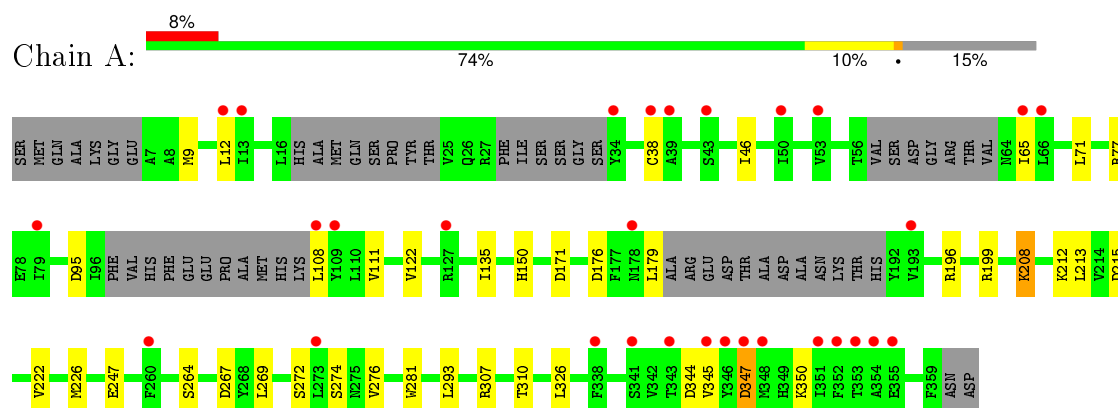 8%
Chain A:
74% 10% • 15%
SER MET GLN ALA LYS GLY GLU A7 A8 M9 L12 I13 L16 HIS ALA MET GLN SER PRO TYR THR V25 Q26 R27 PHE ILE SER SER GLY SER Y34 C38 A39 S43 I46 I50 V53 T56 VAL SER ASP GLY ARG THR VAL N64 I65 L66 L71 R77
E78 I79 D95 I96 PHE VAL HIS PHE GLU GLU PRO ALA MET HIS LYS L108 Y109 L110 V111 V122 R127 I135 H150 D171 D176 F177 N178 L179 ALA ARG GLU ASP THR ALA ASP ALA ASN LYS THR HIS Y192 V193 R196 R199 K208 K212 L213 V214 D215
V222 M226 E247 F260 S264 D267 Y268 L269 S272 L273 S274 N275 V276 W281 L293 R307 T310 L326 F338 S341 V342 T343 D344 V345 Y346 D347 M348 H349 K350 I351 F352 T353 A354 E355 F359 ASN ASP